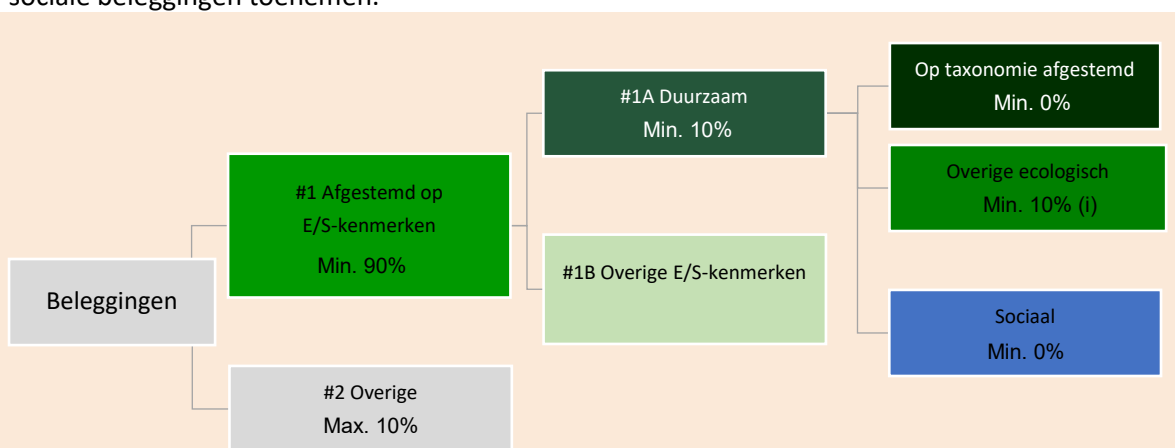 sociale beleggingen toenemen.
Op taxonomie afgestemd
Min. 0%
#1A Duurzaam
Min. 10%
Overige ecologisch
Min. 10% (i)
#1 Afgestemd op
E/S-kenmerken
Min. 90%
#1B Overige E/S-kenmerken
Beleggingen
Sociaal
Min. 0%
#2 Overige
Max. 10%